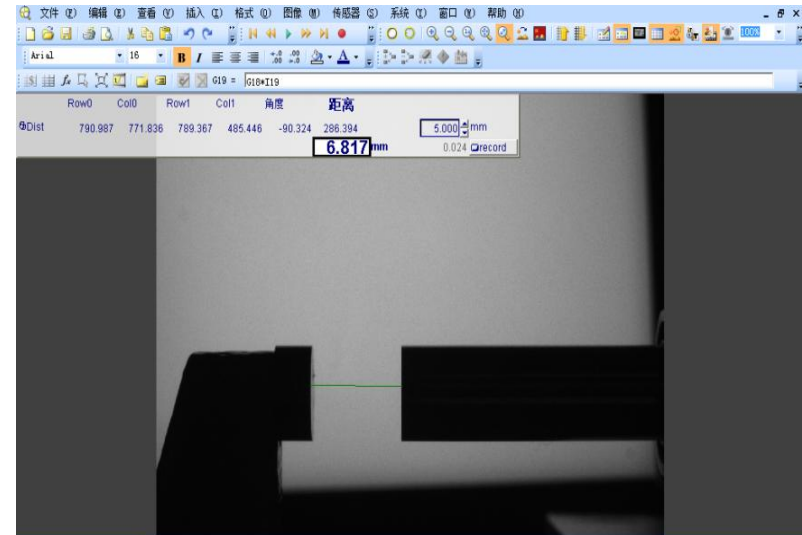 文件(F) 编辑(E) 查看(V) 插入(I) 格式(O) 图像(M) 传感器(S) 系统(T) 窗口(W) 帮助(H)
100%
Arial 16 B I A
fx G19 = G18*I19
Row0 Col0 Row1 Col1 角度 距离
Dist 790.987 771.836 789.367 485.446 -90.324 286.394 5.000 mm
6.817 mm 0.024 record